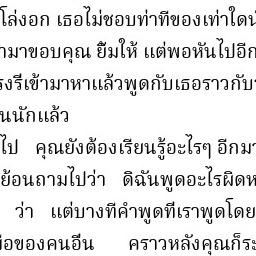 โล่งอก เธอไม่ชอบท่าทีของเท่าใดน
ามาขอบคุณ ยิ้มให้ แต่พอหันไปอีก
รงรี่เข้ามาหาแล้วพูดกับเธอราวกับ
นนักแล้ว
ไป คุณยังต้องเรียนรู้อะไรๆ อีกมา
ย้อนถามไปว่า ดิฉันพูดอะไรผิดห
ว่า แต่บางทีคำพูดที่เราพูดโดย
มือของคนอื่น คราวหลังคุณก็ระ